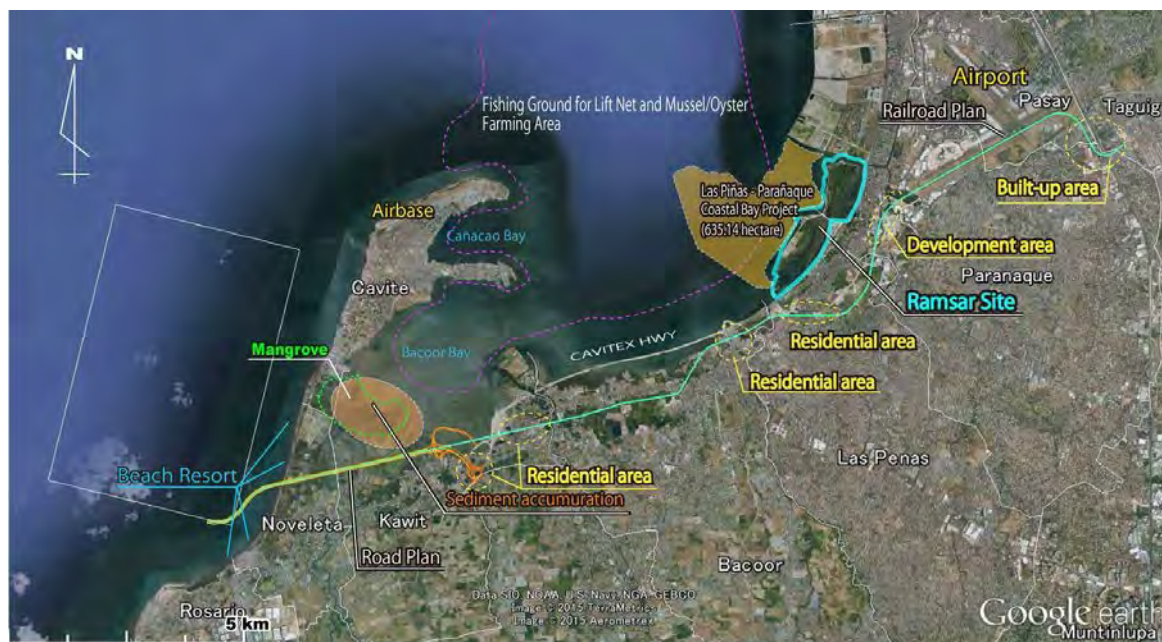 N
Airport
Pasay
Taguig
Railroad Plan
Fishing Ground for Lift Net and Mussel/Oyster
Farming Area
Built-up area
Las Piñas - Parañaque
Coastal Bay Project
(635.14 hectare)
Airbase
Cañacao Bay
Development area
Paranaque
Cavite
Ramsar Site
CAVITEX HWY
Residential area
Mangrove
Bacoor Bay
Residential area
Las Penas
Beach Resort
Residential area
Sediment accumuration
Noveleta
Kawit
Road Plan
Bacoor
Data SIO, NOAA, U.S. Navy, NGA, GEBCO
Image © 2015 TerraMetrics
Image © 2015 Aerometrex
Rosario
5 km
Google earth
Muntinlupa